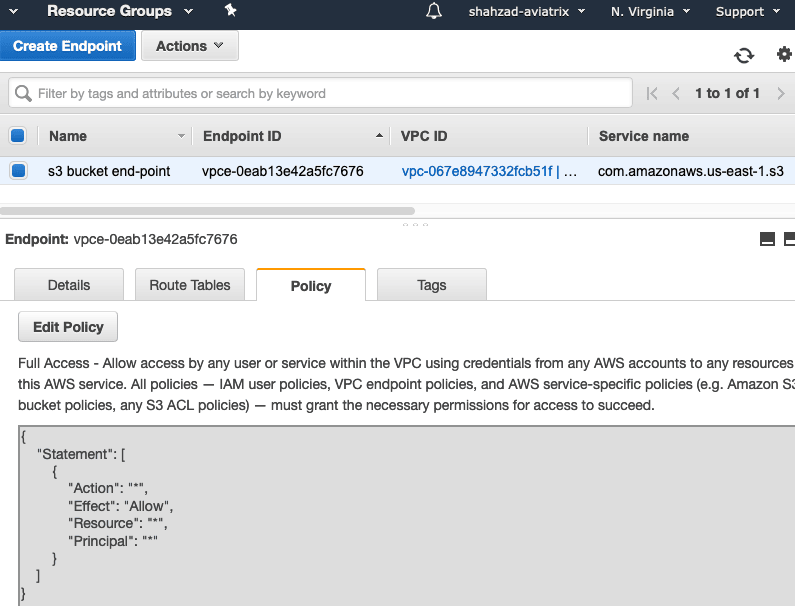 Resource Groups shahzad-aviatrix N. Virginia Support
Create Endpoint Actions
Filter by tags and attributes or search by keyword 1 to 1 of 1
Name Endpoint ID VPC ID Service name
s3 bucket end-point vpce-0eab13e42a5fc7676 vpc-067e8947332fcb51f | … com.amazonaws.us-east-1.s3
Endpoint: vpce-0eab13e42a5fc7676
Details Route Tables Policy Tags
Edit Policy
Full Access - Allow access by any user or service within the VPC using credentials from any AWS accounts to any resources
this AWS service. All policies — IAM user policies, VPC endpoint policies, and AWS service-specific policies (e.g. Amazon S3
bucket policies, any S3 ACL policies) — must grant the necessary permissions for access to succeed.
{
"Statement": [
{
"Action": "*",
"Effect": "Allow",
"Resource": "*",
"Principal": "*"
}
]
}